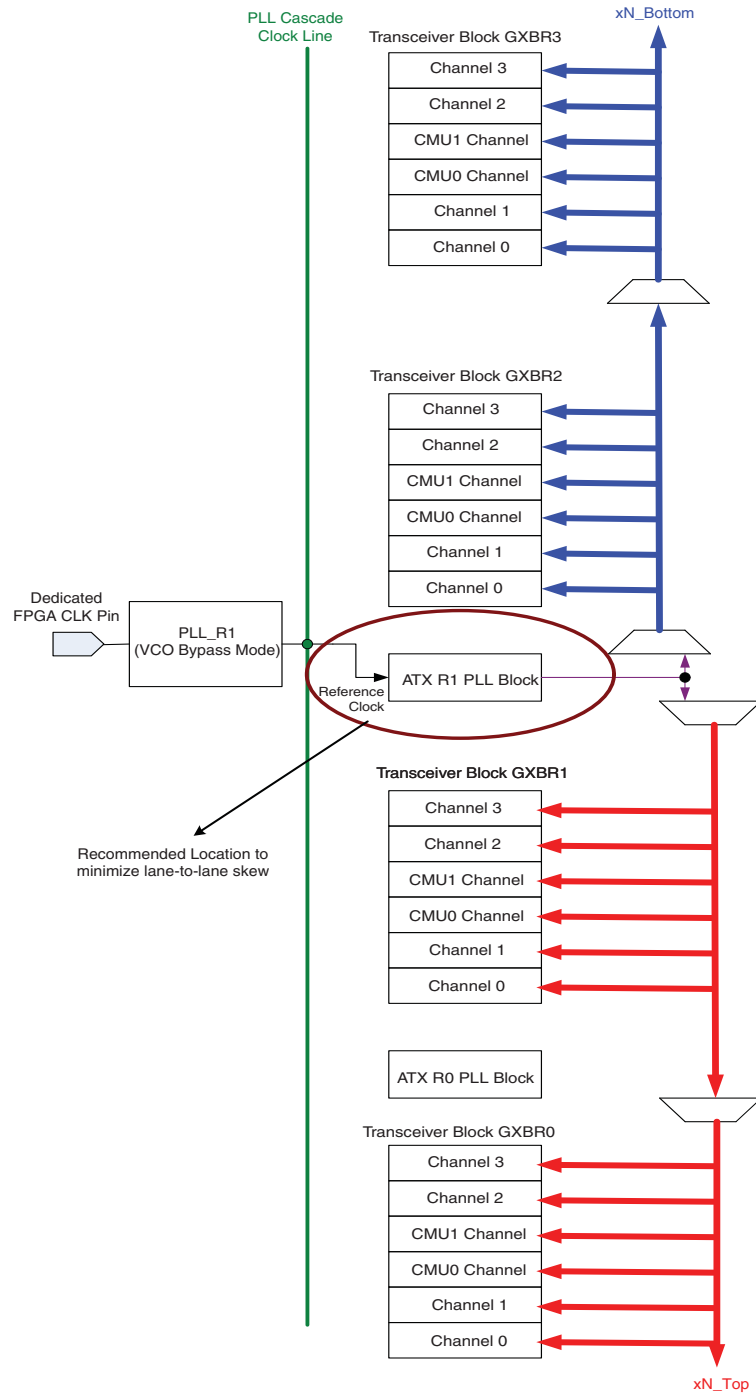 PLL Cascade
Clock Line
xN_Bottom
Transceiver Block GXBR3
Channel 3
Channel 2
CMU1 Channel
CMU0 Channel
Channel 1
Channel 0
Transceiver Block GXBR2
Channel 3
Channel 2
CMU1 Channel
CMU0 Channel
Channel 1
Channel 0
Dedicated
FPGA CLK Pin
PLL_R1
(VCO Bypass Mode)
Reference
Clock
ATX R1 PLL Block
Recommended Location to
minimize lane-to-lane skew
Transceiver Block GXBR1
Channel 3
Channel 2
CMU1 Channel
CMU0 Channel
Channel 1
Channel 0
ATX R0 PLL Block
Transceiver Block GXBR0
Channel 3
Channel 2
CMU1 Channel
CMU0 Channel
Channel 1
Channel 0
xN_Top